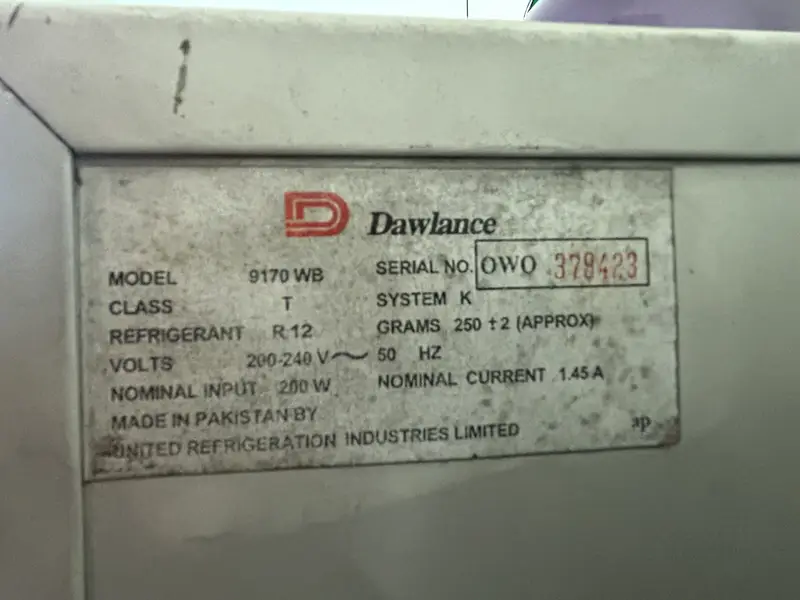 D Dawlance
MODEL 9170 WB
SERIAL NO. OWO 378423
CLASS T
SYSTEM K
REFRIGERANT R 12
GRAMS 250 ± 2 (APPROX)
VOLTS 200-240 V~ 50 HZ
NOMINAL INPUT 200 W
NOMINAL CURRENT 1.45 A
MADE IN PAKISTAN BY
UNITED REFRIGERATION INDUSTRIES LIMITED
ap